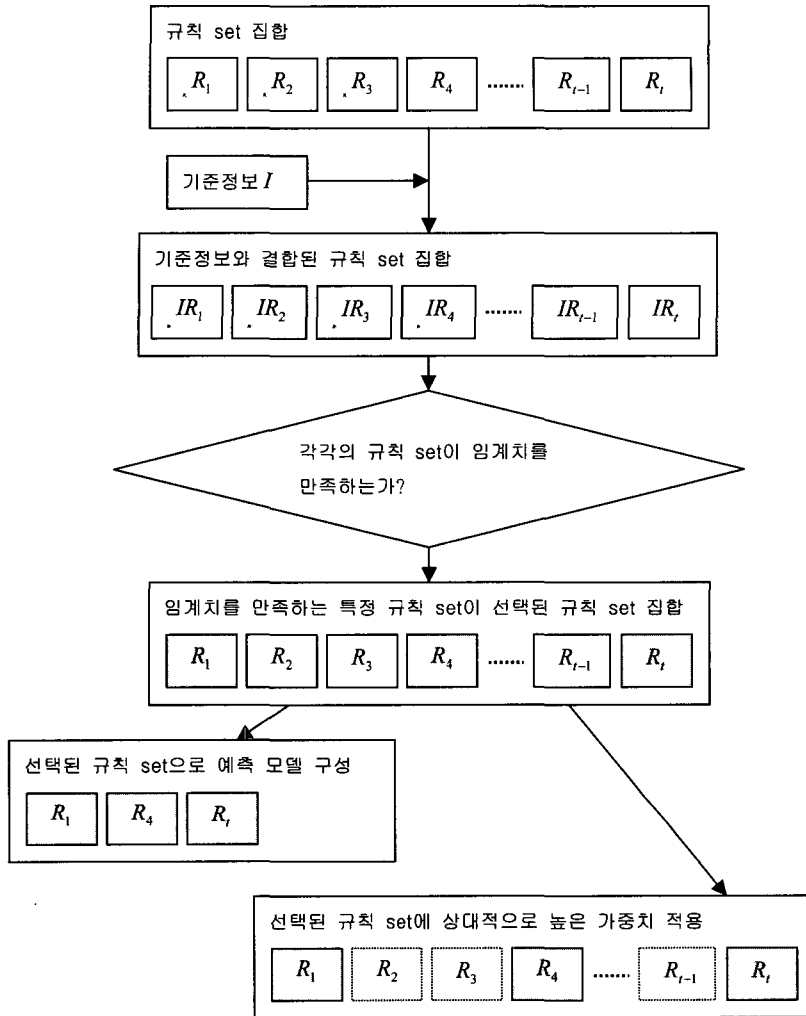 규칙 set 집합
R₁ R₂ R₃ R₄ ....... Rₜ₋₁ Rₜ
기준정보 I
기준정보와 결합된 규칙 set 집합
IR₁ IR₂ IR₃ IR₄ ....... IRₜ₋₁ IRₜ
각각의 규칙 set이 임계치를
만족하는가?
임계치를 만족하는 특정 규칙 set이 선택된 규칙 set 집합
R₁ R₂ R₃ R₄ ....... Rₜ₋₁ Rₜ
선택된 규칙 set으로 예측 모델 구성
R₁ R₄ Rₜ
선택된 규칙 set에 상대적으로 높은 가중치 적용
R₁ R₂ R₃ R₄ ....... Rₜ₋₁ Rₜ